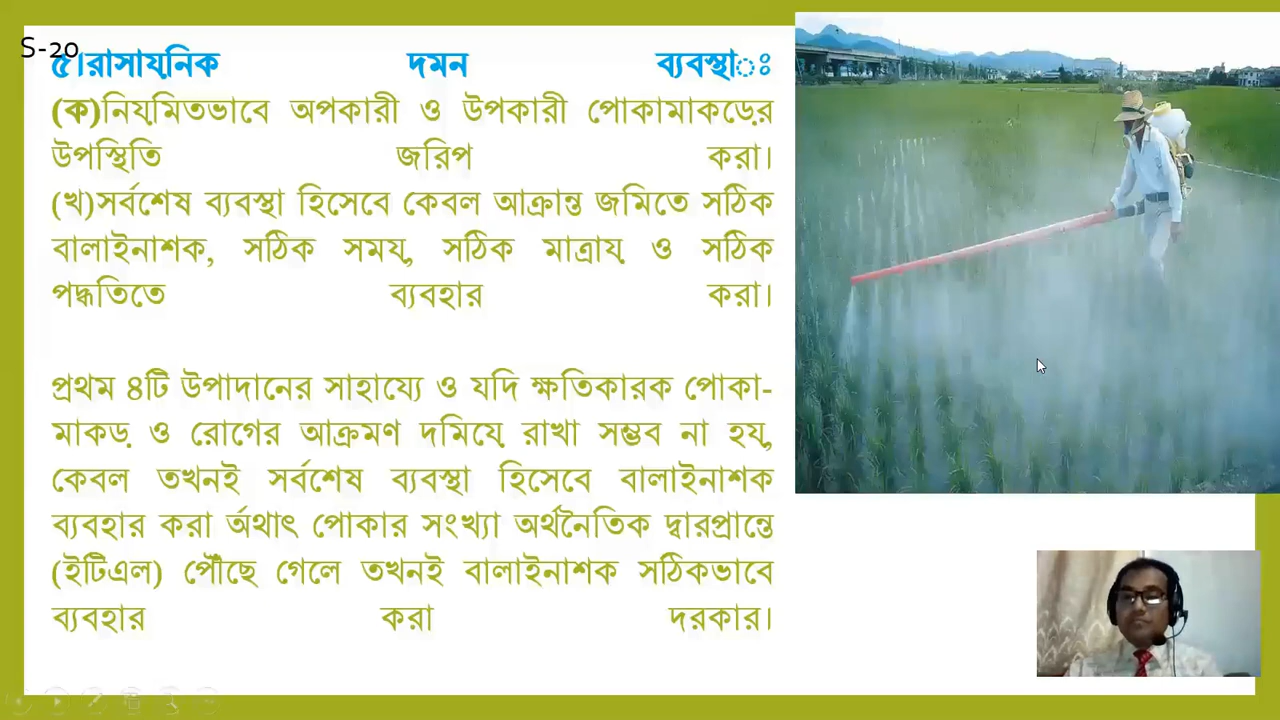 S-20
৫।রাসায়নিক দমন ব্যবস্থাঃ
(ক)নিয়মিতভাবে অপকারী ও উপকারী পোকামাকড়ের
উপস্থিতি জরিপ করা।
(খ)সর্বশেষ ব্যবস্থা হিসেবে কেবল আক্রান্ত জমিতে সঠিক
বালাইনাশক, সঠিক সময়, সঠিক মাত্রায় ও সঠিক
পদ্ধতিতে ব্যবহার করা।
প্রথম ৪টি উপাদানের সাহায্যে ও যদি ক্ষতিকারক পোকা-
মাকড় ও রোগের আক্রমণ দমিয়ে রাখা সম্ভব না হয়,
কেবল তখনই সর্বশেষ ব্যবস্থা হিসেবে বালাইনাশক
ব্যবহার করা র্অথাৎ পোকার সংখ্যা অর্থনৈতিক দ্বারপ্রান্তে
(ইটিএল) পৌঁছে গেলে তখনই বালাইনাশক সঠিকভাবে
ব্যবহার করা দরকার।